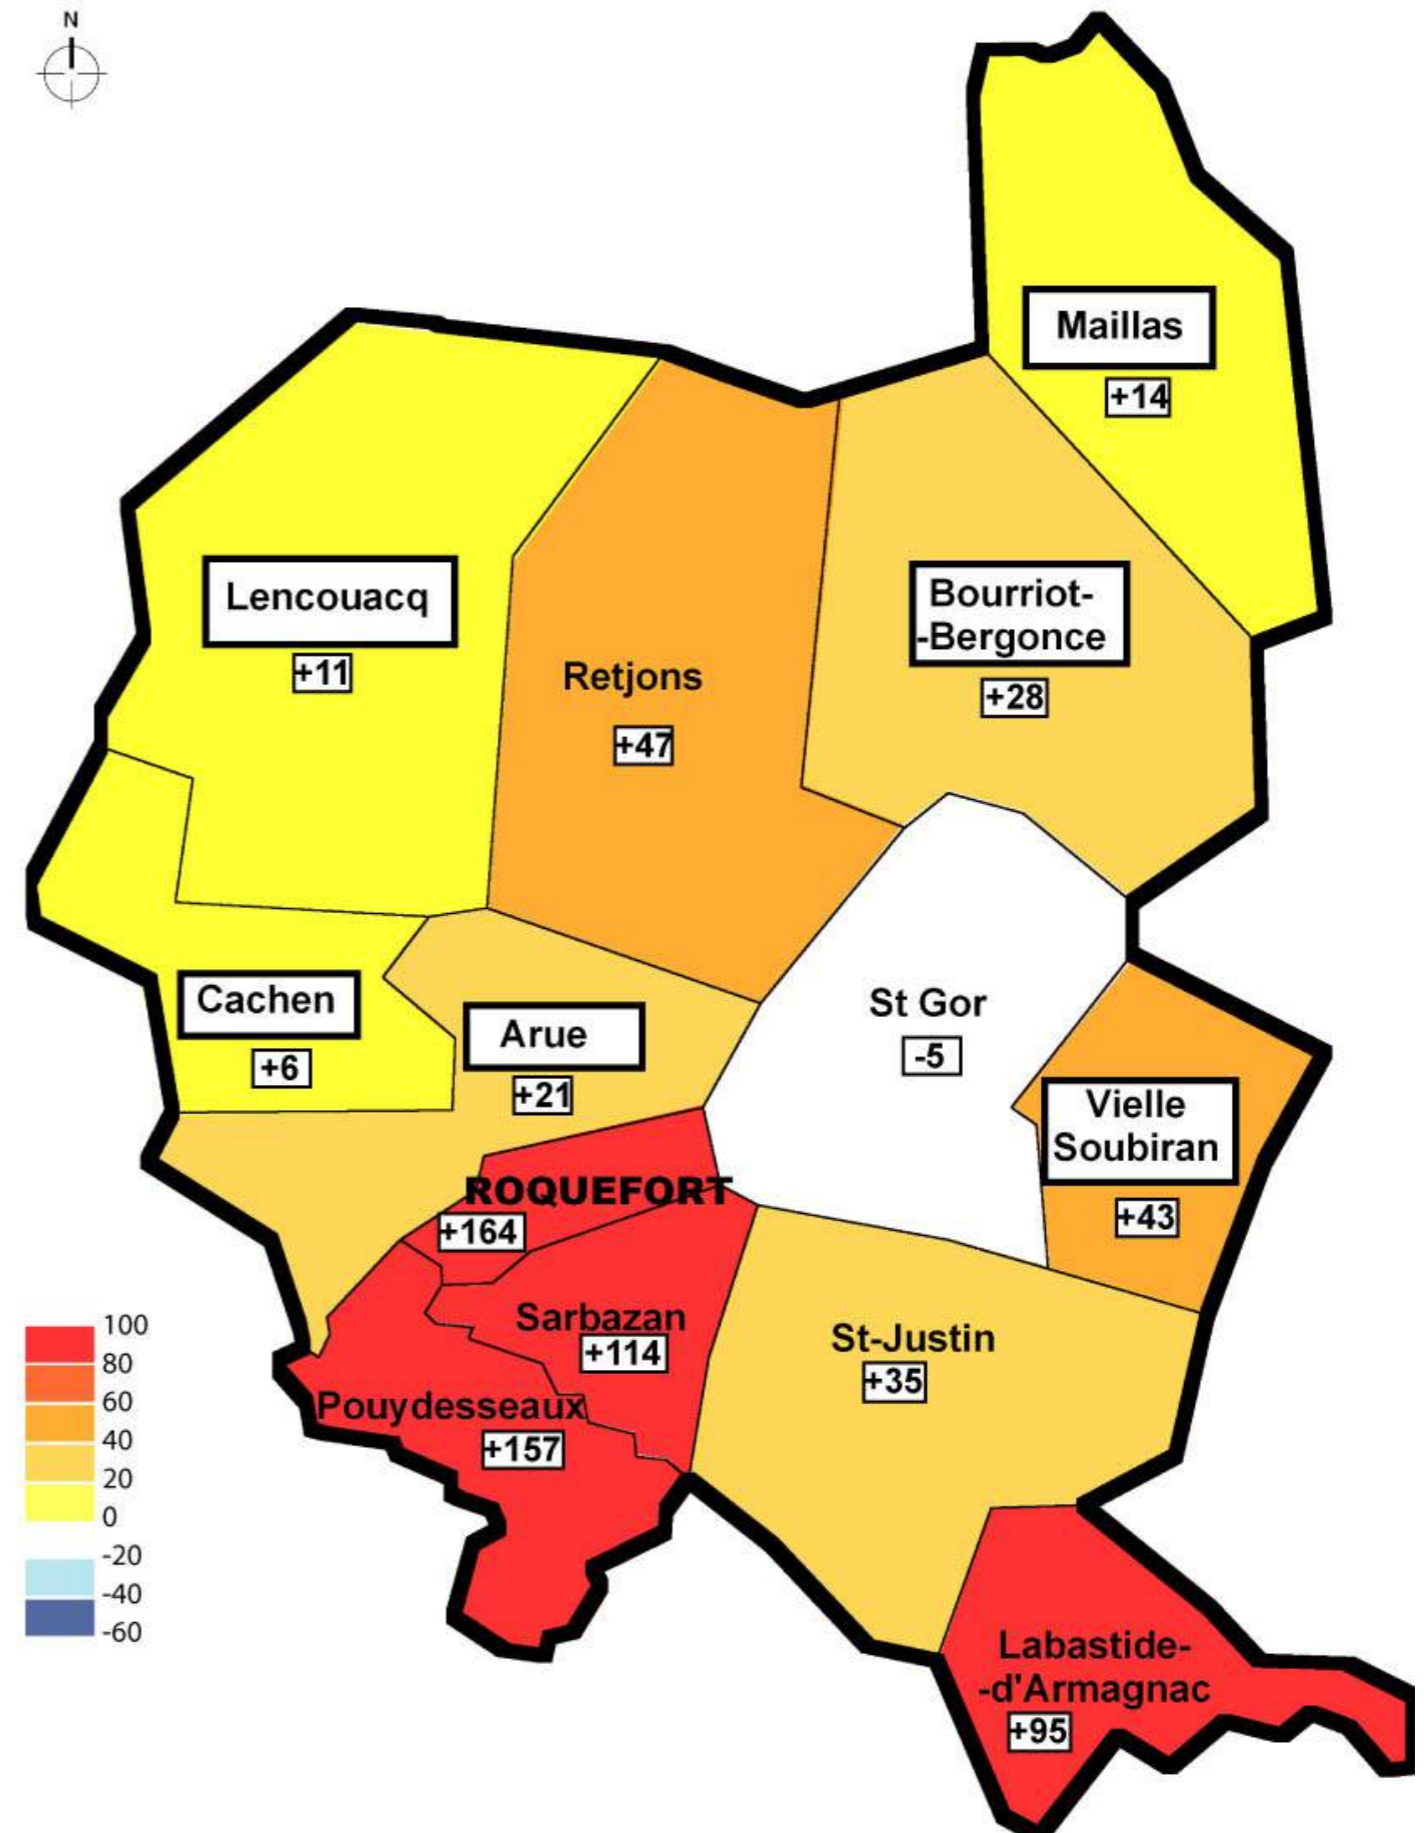 N
Maillas
+14
Lencouacq
+11
Bourriot-
-Bergonce
+28
Retjons
+47
Cachen
+6
Arue
+21
St Gor
-5
Vielle
Soubiran
+43
ROQUEFORT
+164
Sarbazan
+114
St-Justin
+35
Pouydesseaux
+157
Labastide-
-d'Armagnac
+95
100
80
60
40
20
0
-20
-40
-60